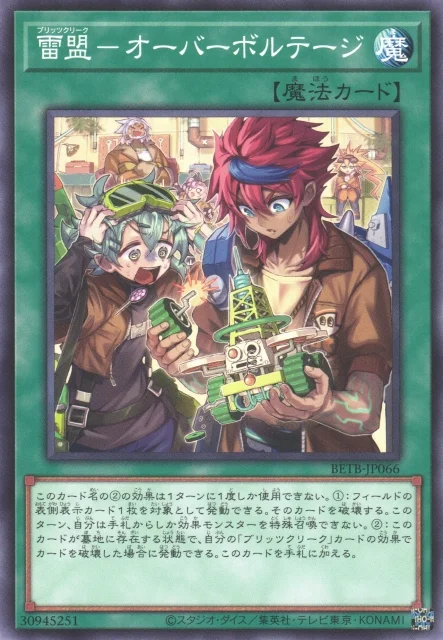 ブリッツクリーク
雷盟-オーバーボルテージ
魔
【魔法カード】
BETB-JP066
このカード名の②の効果は1ターンに1度しか使用できない。①：フィールドの
表側表示カード1枚を対象として発動できる。そのカードを破壊する。この
ターン、自分は手札からしか効果モンスターを特殊召喚できない。②：この
カードが墓地に存在する状態で、自分の「ブリッツクリーク」カードの効果で
カードを破壊した場合に発動できる。このカードを手札に加える。
30945251
©スタジオ・ダイス／集英社・テレビ東京・KONAMI